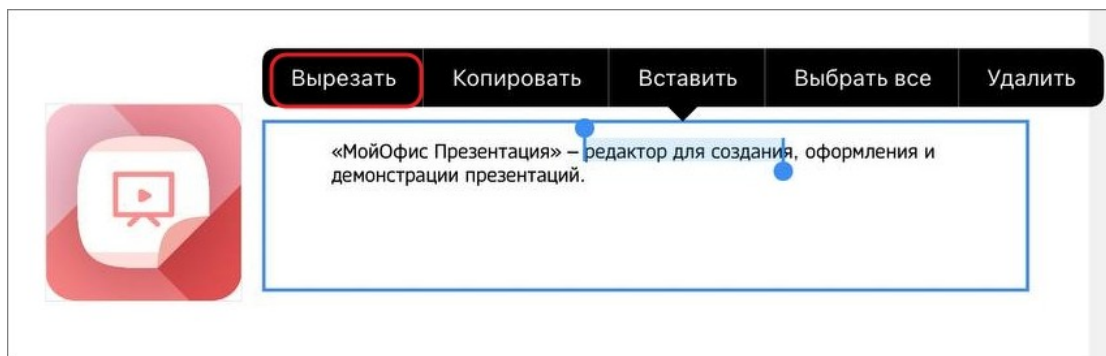 Вырезать Копировать Вставить Выбрать все Удалить
«МойОфис Презентация» – редактор для создания, оформления и
демонстрации презентаций.